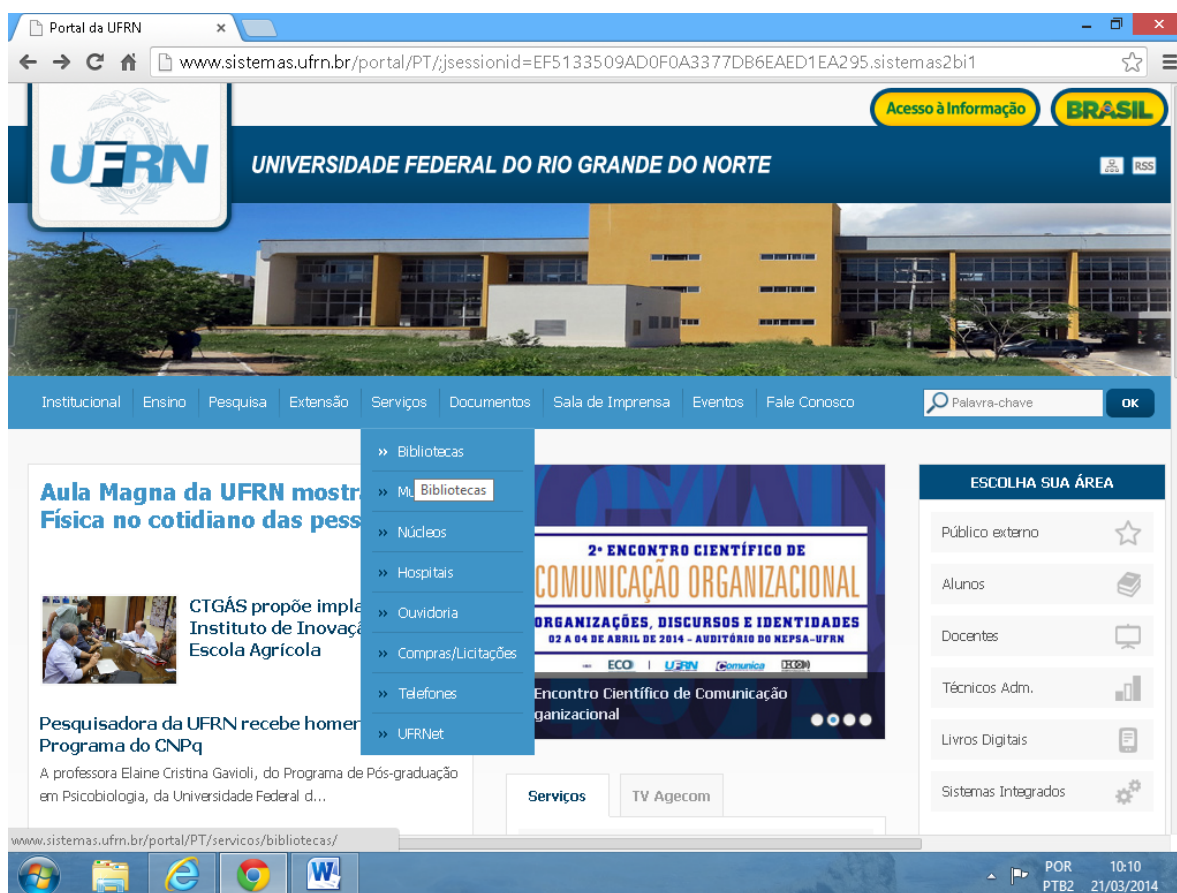 Portal da UFRN
www.sistemas.ufrn.br/portal/PT/;jsessionid=EF5133509AD0F0A3377DB6EAED1EA295.sistemas2bi1
Acesso à Informação
BRASIL
UFRN
UNIVERSIDADE FEDERAL DO RIO GRANDE DO NORTE
RSS
Institucional Ensino Pesquisa Extensão Serviços Documentos Sala de Imprensa Eventos Fale Conosco
Palavra-chave
OK
» Bibliotecas
Bibliotecas
» Núcleos
» Hospitais
» Ouvidoria
» Compras/Licitações
» Telefones
» UFRNet
Aula Magna da UFRN mostr
Física no cotidiano das pess
CTGÁS propõe impla
Instituto de Inovaçã
Escola Agrícola
Pesquisadora da UFRN recebe homen
Programa do CNPq
A professora Elaine Cristina Gavioli, do Programa de Pós-graduação
em Psicobiologia, da Universidade Federal d...
2º ENCONTRO CIENTÍFICO DE
COMUNICAÇÃO ORGANIZACIONAL
ORGANIZAÇÕES, DISCURSOS E IDENTIDADES
02 A 04 DE ABRIL DE 2014 - AUDITÓRIO DO NEPSA-UFRN
ECO | UFRN Comunica
Encontro Científico de Comunicação
ganizacional
Serviços
TV Agecom
ESCOLHA SUA ÁREA
Público externo
Alunos
Docentes
Técnicos Adm.
Livros Digitais
Sistemas Integrados
www.sistemas.ufrn.br/portal/PT/servicos/bibliotecas/
POR
PTB2
10:10
21/03/2014